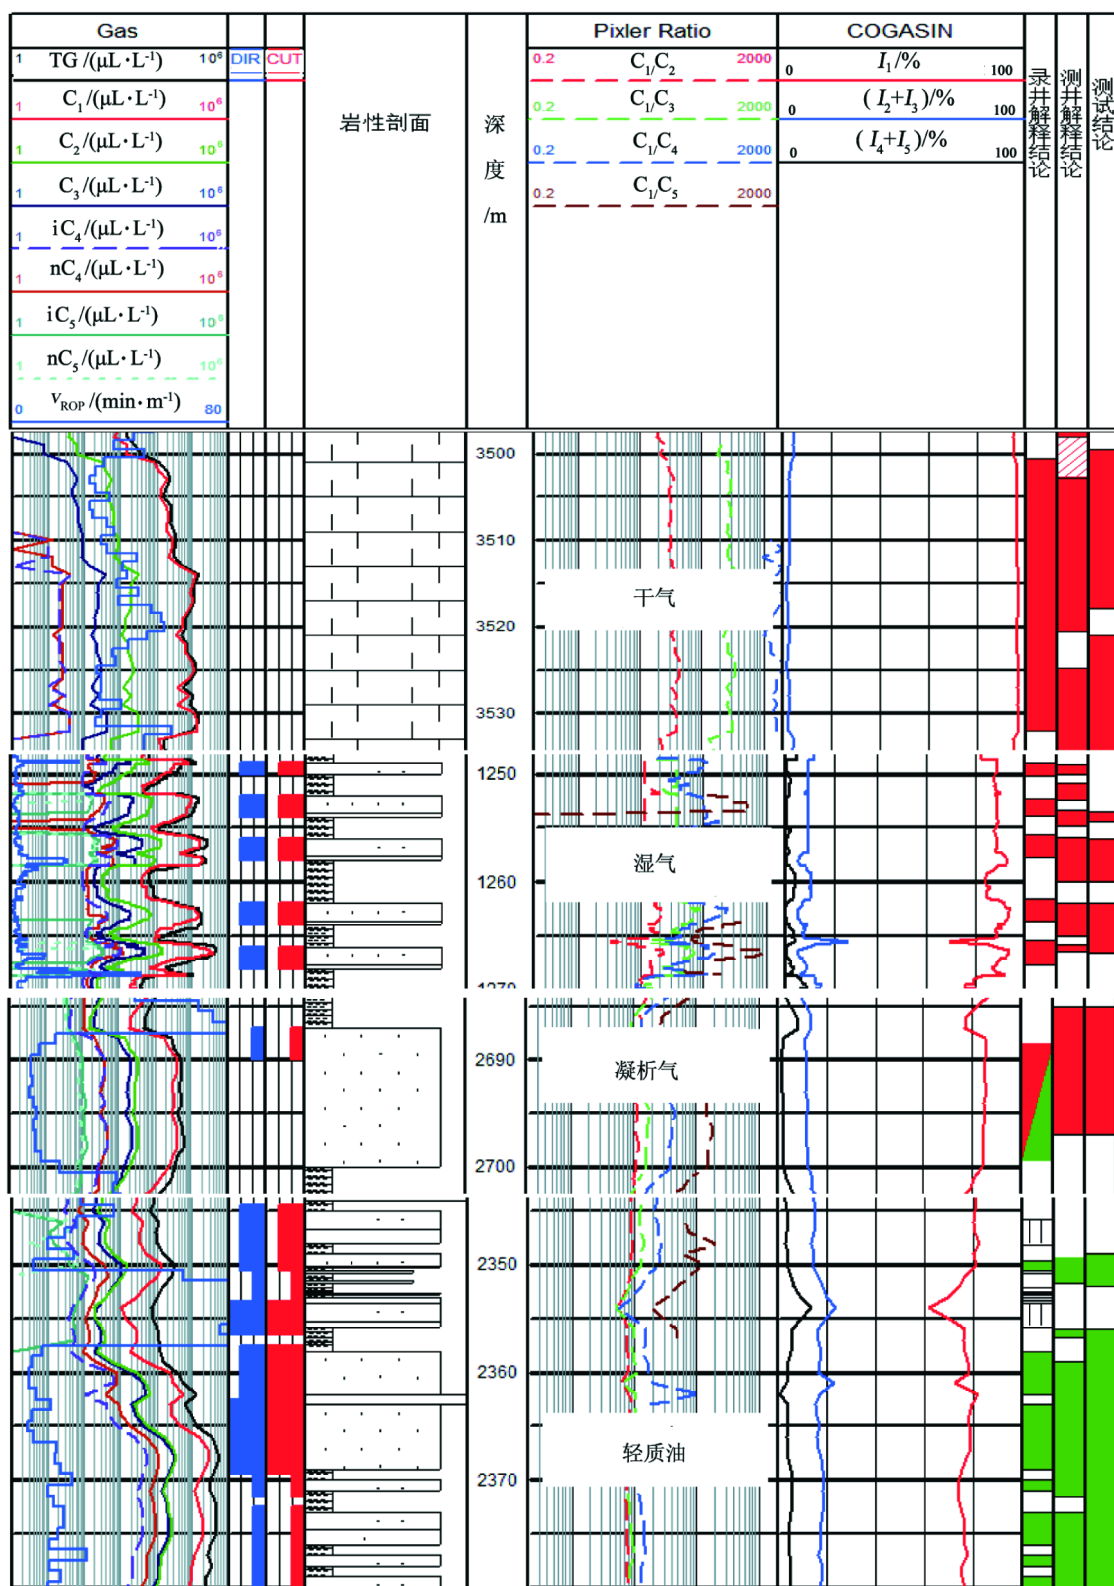 Gas
Pixler Ratio
COGASIN
1 TG /(μL·L⁻¹) 10⁶
DIR
CUT
0.2 C₁/C₂ 2000
0 I₁/% 100
1 C₁/(μL·L⁻¹) 10⁶
0.2 C₁/C₃ 2000
0 (I₂+I₃)/% 100
1 C₂/(μL·L⁻¹) 10⁶
0.2 C₁/C₄ 2000
0 (I₄+I₅)/% 100
1 C₃/(μL·L⁻¹) 10⁶
0.2 C₁/C₅ 2000
1 iC₄/(μL·L⁻¹) 10⁶
1 nC₄/(μL·L⁻¹) 10⁶
1 iC₅/(μL·L⁻¹) 10⁶
1 nC₅/(μL·L⁻¹) 10⁶
0 vROP/(min·m⁻¹) 80
岩性剖面
深度/m
录井解释结论
测井解释结论
测试结论
3500
3510
干气
3520
3530
1250
湿气
1260
1270
2690
凝析气
2700
2350
2360
轻质油
2370